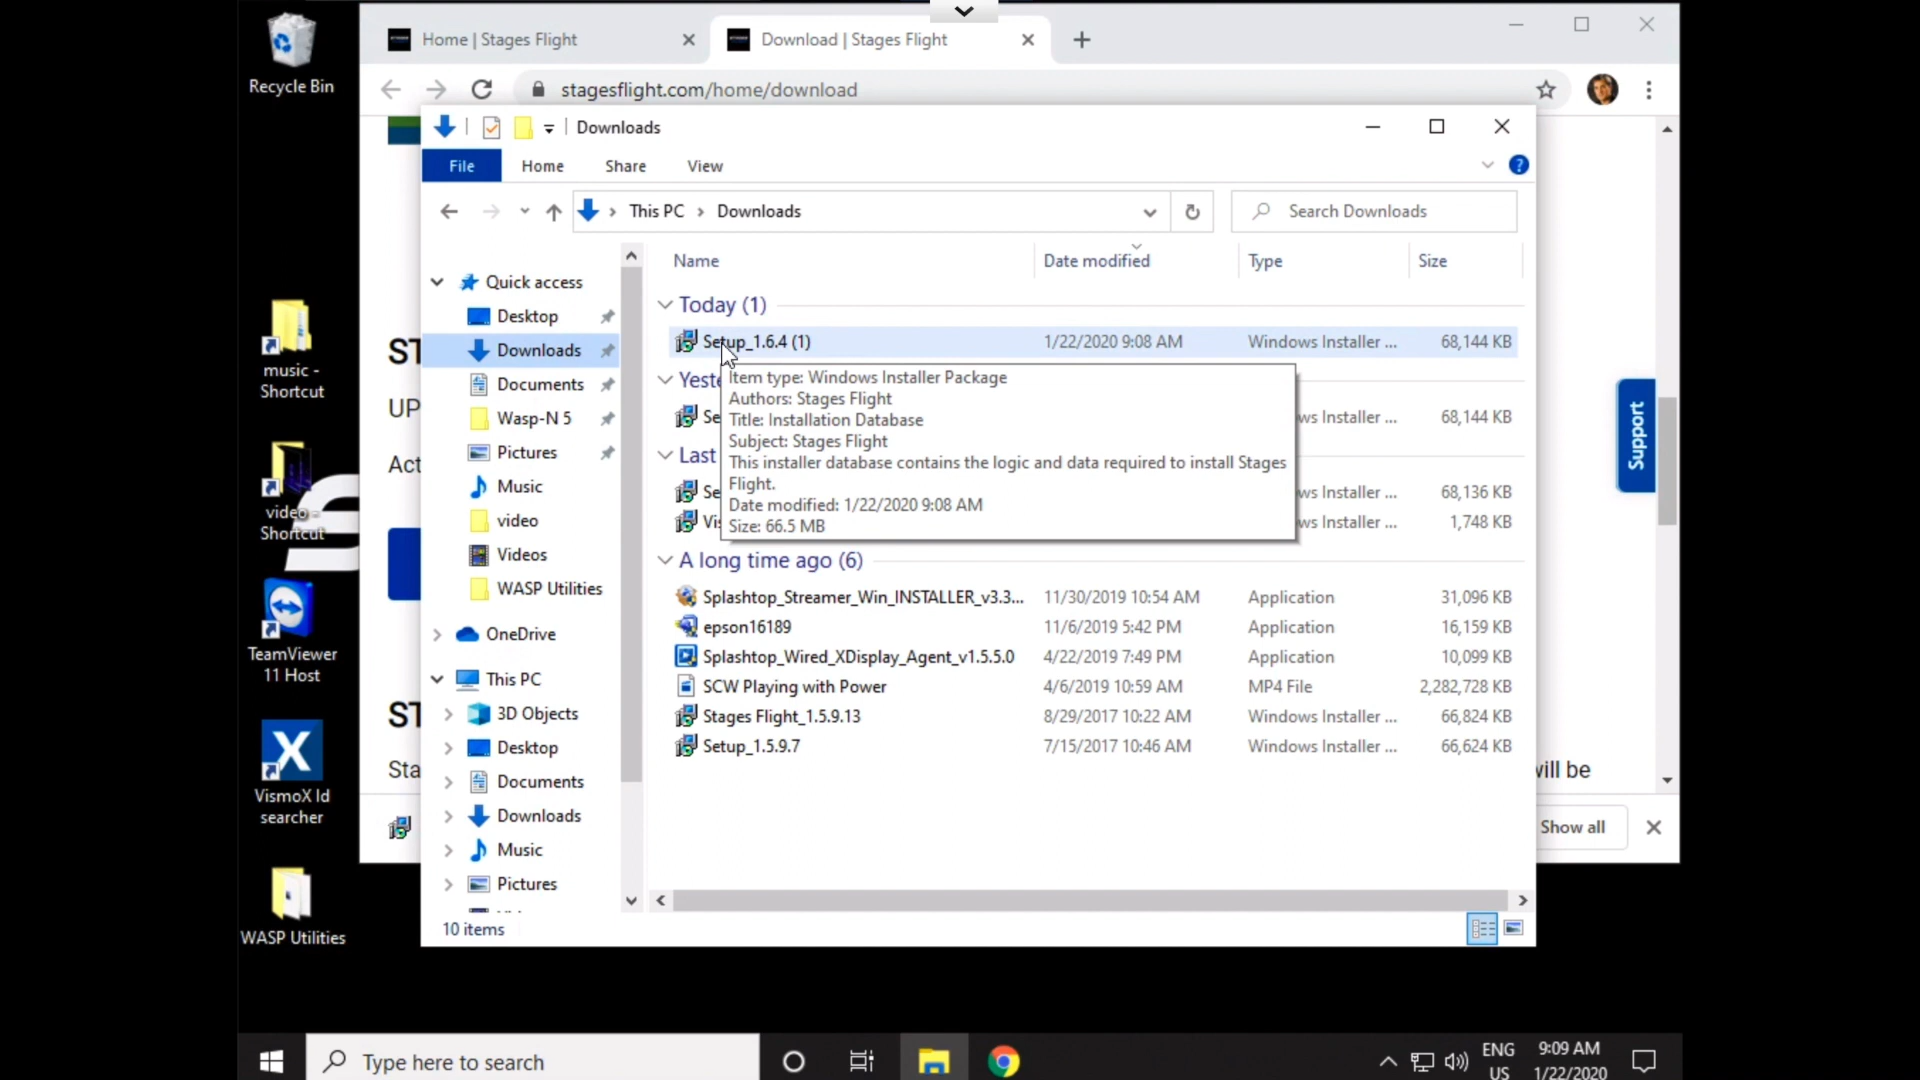 Recycle Bin
music -
Shortcut
video -
Shortcut
TeamViewer
11 Host
VismoX Id
searcher
WASP Utilities
Home | Stages Flight
Download | Stages Flight
stagesflight.com/home/download
Downloads
File
Home
Share
View
This PC
Downloads
Search Downloads
Quick access
Desktop
Downloads
Documents
Wasp-N 5
Pictures
Music
video
Videos
WASP Utilities
OneDrive
This PC
3D Objects
Desktop
Documents
Downloads
Music
Pictures
Name Date modified Type Size
Today (1)
Setup_1.6.4 (1) 1/22/2020 9:08 AM Windows Installer ... 68,144 KB
Yeste
Se ws Installer ... 68,144 KB
Last
Se ws Installer ... 68,136 KB
Vi ws Installer ... 1,748 KB
Item type: Windows Installer Package
Authors: Stages Flight
Title: Installation Database
Subject: Stages Flight
This installer database contains the logic and data required to install Stages
Flight.
Date modified: 1/22/2020 9:08 AM
Size: 66.5 MB
A long time ago (6)
Splashtop_Streamer_Win_INSTALLER_v3.3... 11/30/2019 10:54 AM Application 31,096 KB
epson16189 11/6/2019 5:42 PM Application 16,159 KB
Splashtop_Wired_XDisplay_Agent_v1.5.5.0 4/22/2019 7:49 PM Application 10,099 KB
SCW Playing with Power 4/6/2019 10:59 AM MP4 File 2,282,728 KB
Stages Flight_1.5.9.13 8/29/2017 10:22 AM Windows Installer ... 66,824 KB
Setup_1.5.9.7 7/15/2017 10:46 AM Windows Installer ... 66,624 KB
10 items
ST
UP
Act
ST
Sta
will be
Support
Show all
Type here to search
ENG
US
9:09 AM
1/22/2020